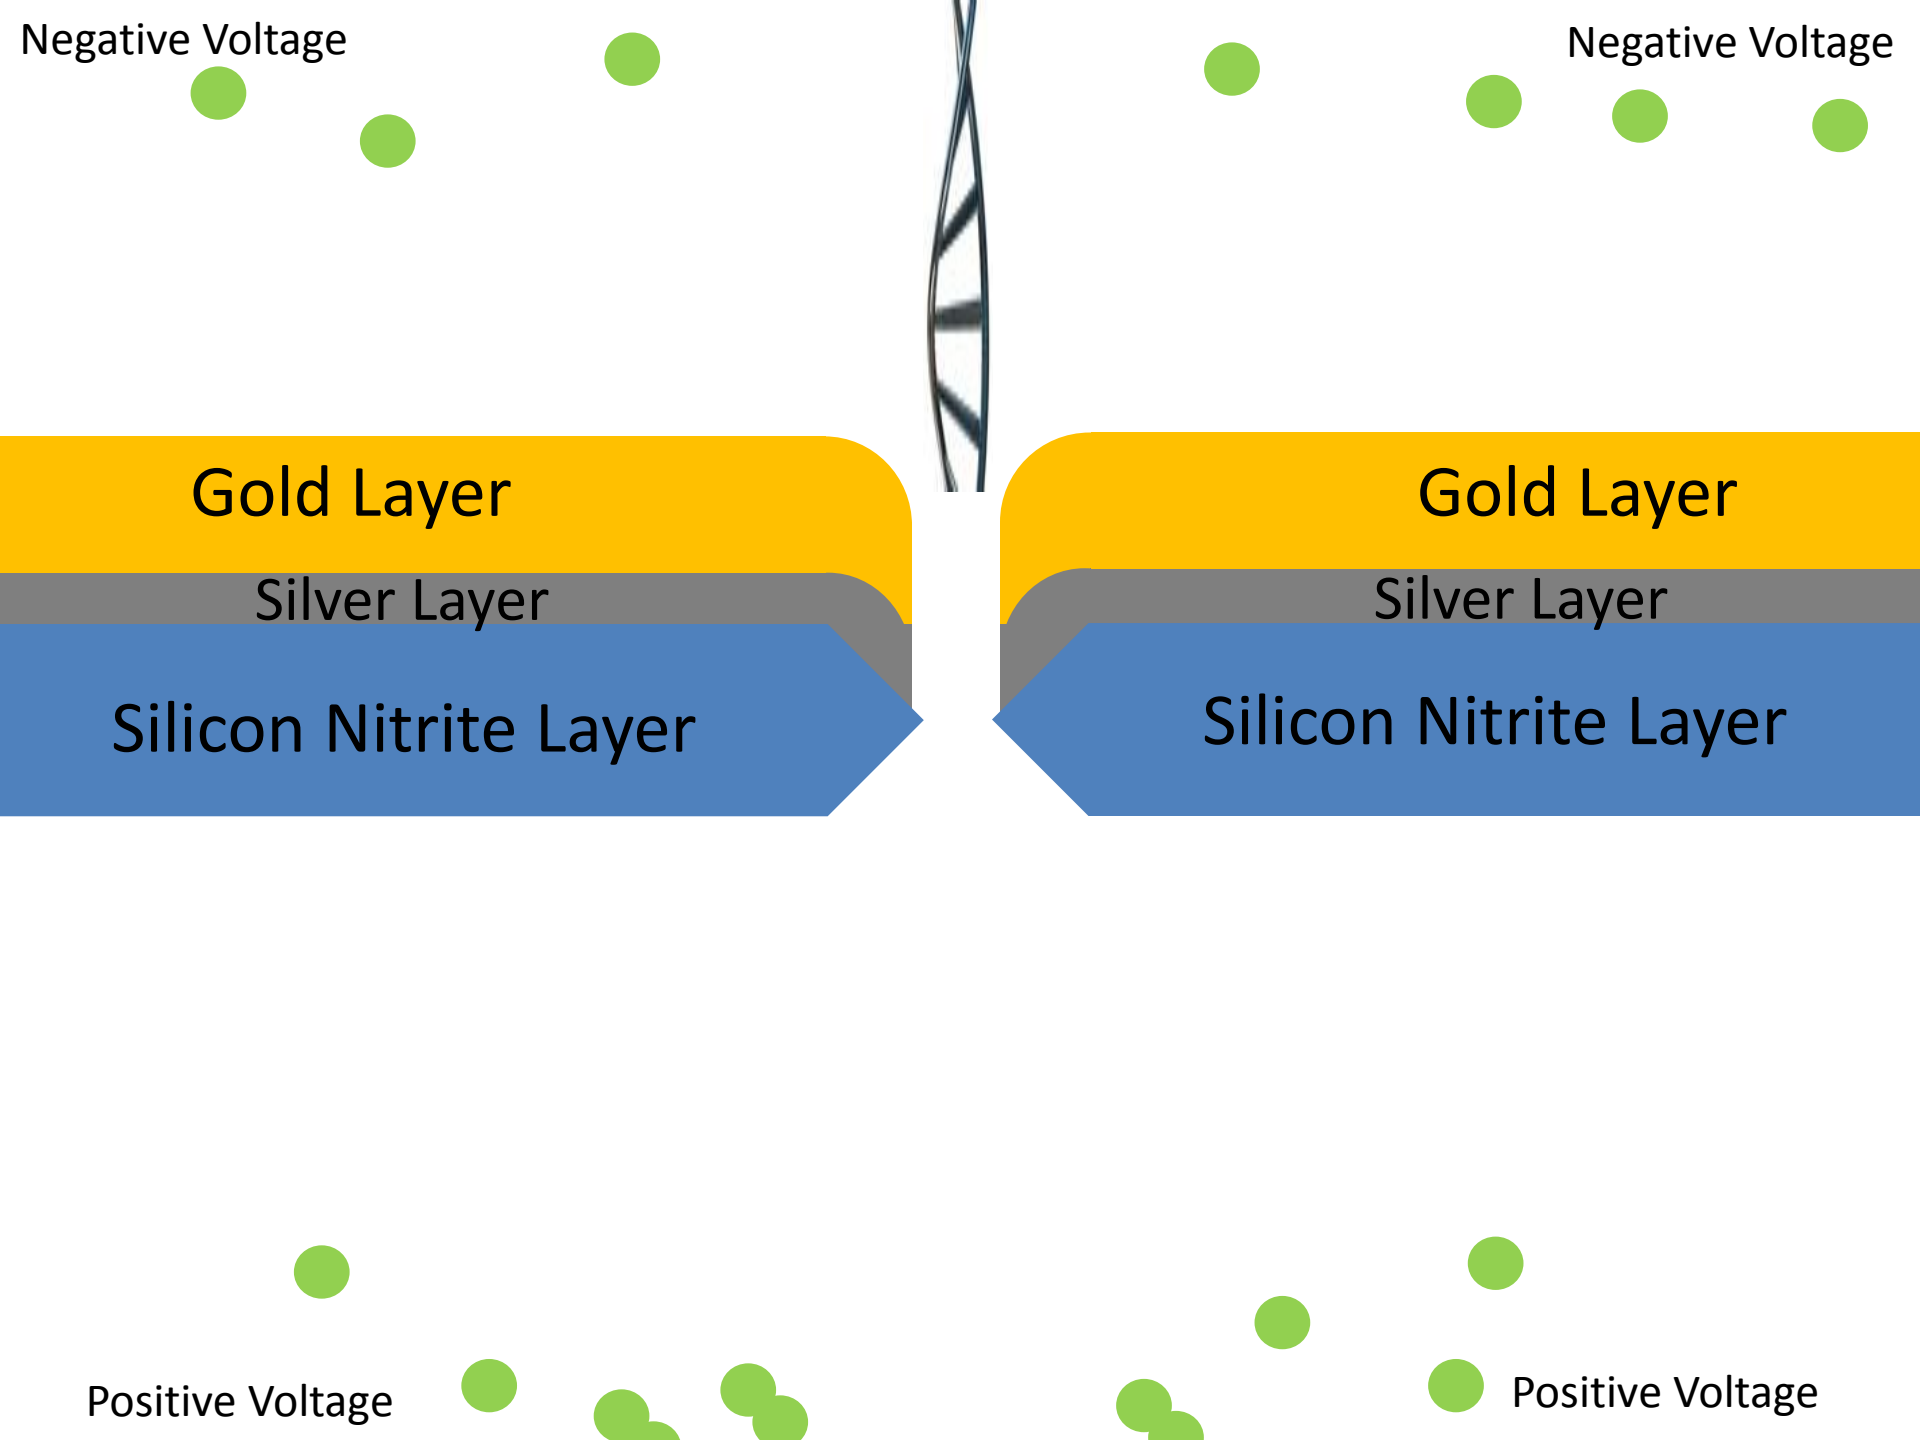 Negative Voltage
Negative Voltage
Gold Layer
Gold Layer
Silver Layer
Silver Layer
Silicon Nitrite Layer
Silicon Nitrite Layer
Positive Voltage
Positive Voltage